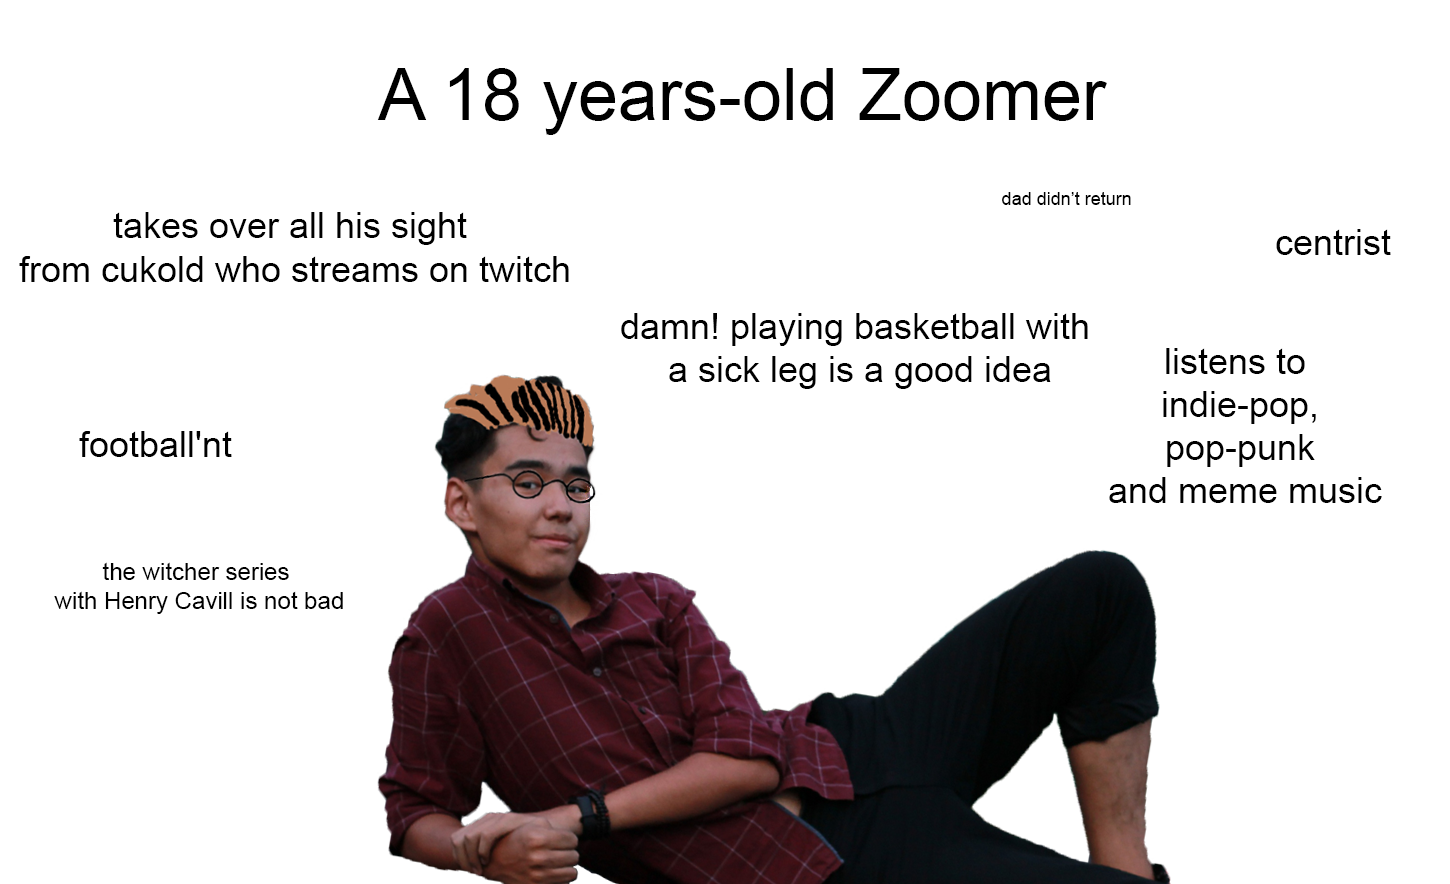 A 18 years-old Zoomer
dad didn’t return
takes over all his sight
from cukold who streams on twitch
centrist
damn! playing basketball with
a sick leg is a good idea
listens to
indie-pop,
pop-punk
and meme music
football'nt
the witcher series
with Henry Cavill is not bad